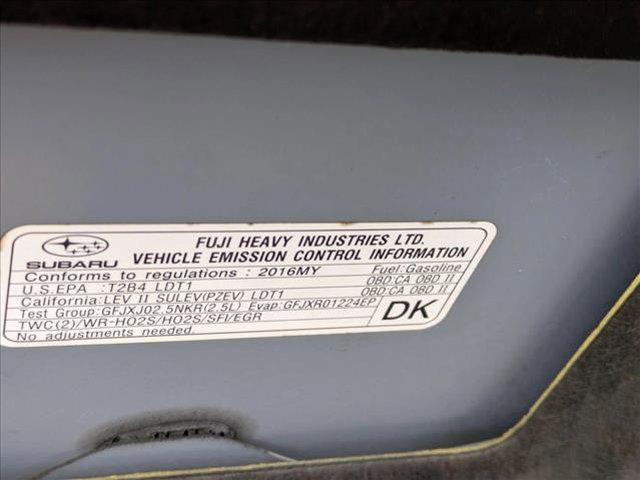 FUJI HEAVY INDUSTRIES LTD.
SUBARU VEHICLE EMISSION CONTROL INFORMATION
Conforms to regulations : 2016MY Fuel:Gasoline
U.S.EPA :T2B4 LDT1 OBD:CA OBD II
California:LEV II SULEV(PZEV) LDT1 OBD:CA OBD II
Test Group:GFJXJ02.5NKR(2.5L) Evap:GFJXR01224EP
TWC(2)/WR-HO2S/HO2S/SFI/EGR
No adjustments needed.
DK